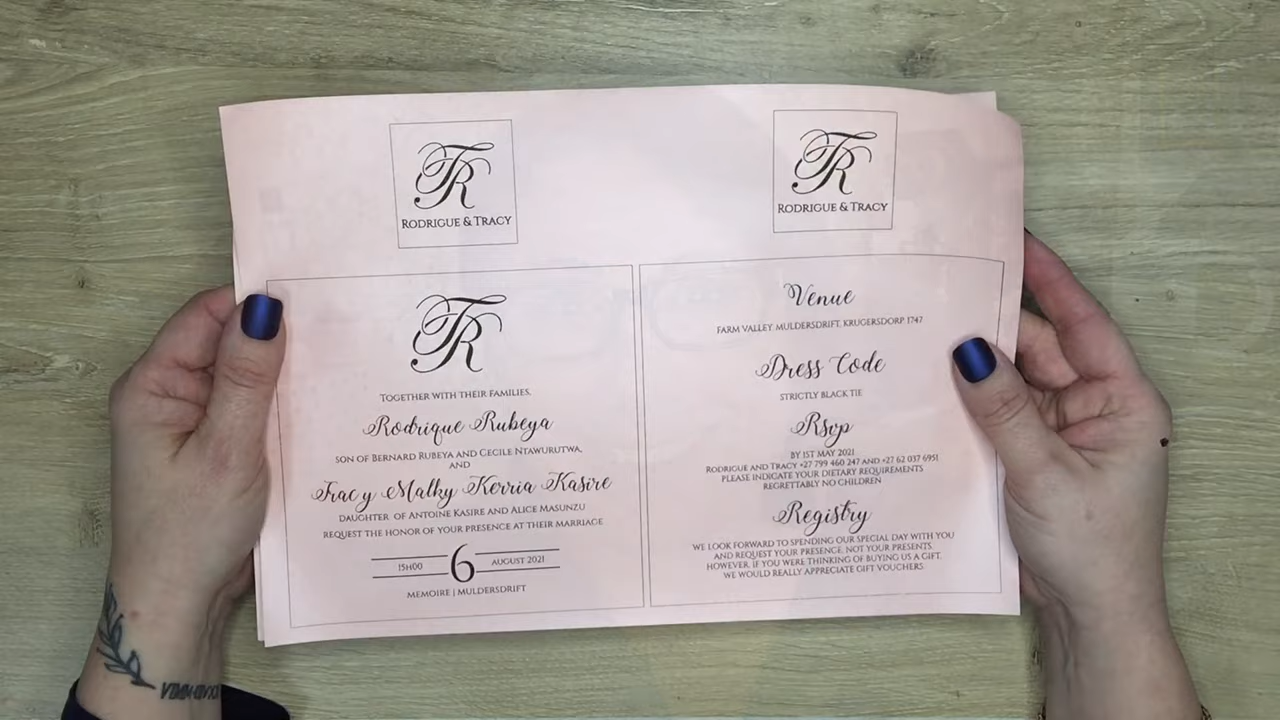 TR
RODRIGUE & TRACY
TR
RODRIGUE & TRACY
TR
TOGETHER WITH THEIR FAMILIES,
Rodrique Rubeya
SON OF BERNARD RUBEYA AND CECILE NTAWURUTWA,
AND
Tracy Malky Kerria Kasire
DAUGHTER OF ANTOINE KASIRE AND ALICE MASUNZU
REQUEST THE HONOR OF YOUR PRESENCE AT THEIR MARRIAGE
15H00 6 AUGUST 2021
MEMOIRE | MULDERSDRIFT
Venue
FARM VALLEY, MULDERSDRIFT, KRUGERSDORP, 1747
Dress Code
STRICTLY BLACK TIE
Rsvp
BY 1ST MAY 2021
RODRIGUE AND TRACY +27 799 460 247 AND +27 62 037 6951
PLEASE INDICATE YOUR DIETARY REQUIREMENTS
REGRETTABLY NO CHILDREN
Registry
WE LOOK FORWARD TO SPENDING OUR SPECIAL DAY WITH YOU
AND REQUEST YOUR PRESENCE, NOT YOUR PRESENTS.
HOWEVER, IF YOU WERE THINKING OF BUYING US A GIFT,
WE WOULD REALLY APPRECIATE GIFT VOUCHERS.